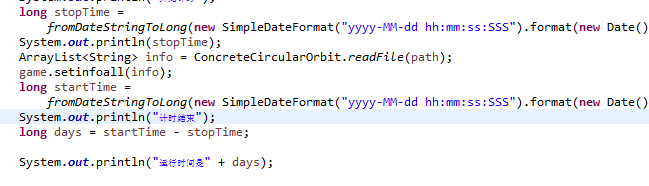 long stopTime =
fromDateStringToLong(new SimpleDateFormat("yyyy-MM-dd hh:mm:ss:SSS").format(new Date()
System.out.println(stopTime);
ArrayList<String> info = ConcreteCircularOrbit.readFile(path);
game.setinfoall(info);
long startTime =
fromDateStringToLong(new SimpleDateFormat("yyyy-MM-dd hh:mm:ss:SSS").format(new Date()
System.out.println("计时结束");
long days = startTime - stopTime;
System.out.println("运行时间是" + days);